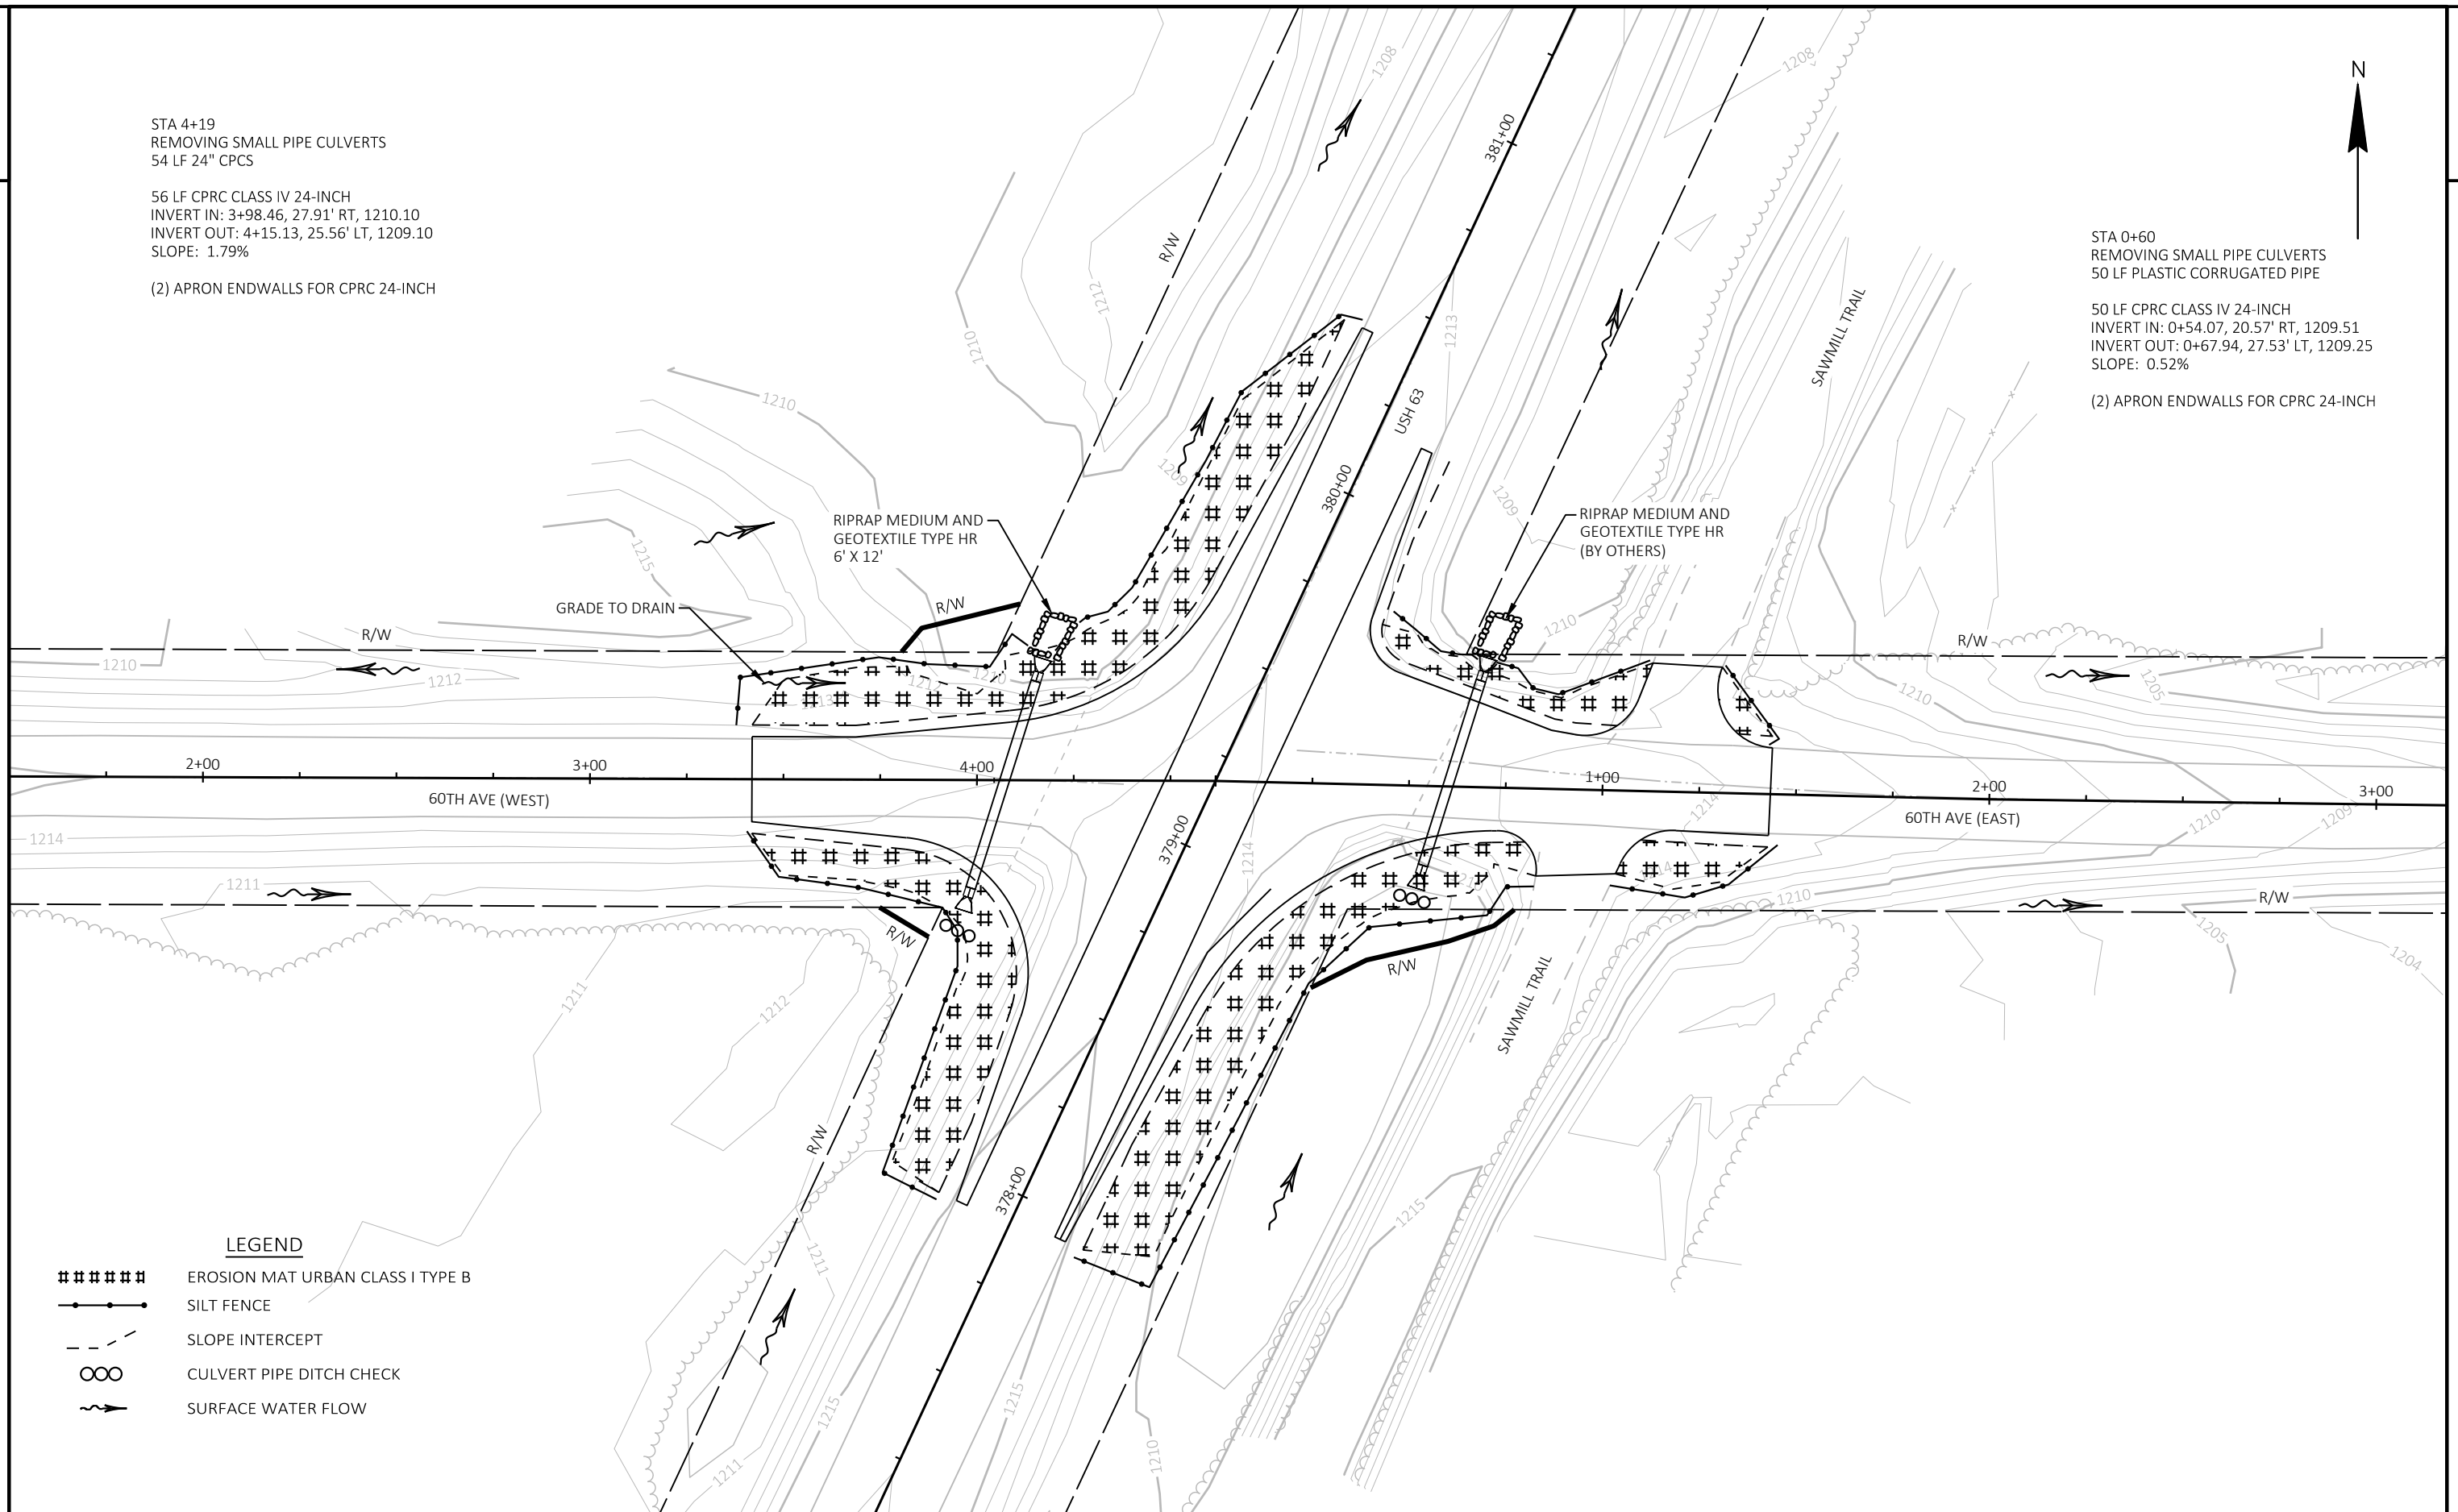 N
STA 4+19
REMOVING SMALL PIPE CULVERTS
54 LF 24" CPCS
56 LF CPRC CLASS IV 24-INCH
INVERT IN: 3+98.46, 27.91' RT, 1210.10
INVERT OUT: 4+15.13, 25.56' LT, 1209.10
SLOPE: 1.79%
(2) APRON ENDWALLS FOR CPRC 24-INCH
STA 0+60
REMOVING SMALL PIPE CULVERTS
50 LF PLASTIC CORRUGATED PIPE
50 LF CPRC CLASS IV 24-INCH
INVERT IN: 0+54.07, 20.57' RT, 1209.51
INVERT OUT: 0+67.94, 27.53' LT, 1209.25
SLOPE: 0.52%
(2) APRON ENDWALLS FOR CPRC 24-INCH
1208
1208
381+00
R/W
1212
1210
1213
SAWMILL TRAIL
USH 63
1210
1209
380+00
1209
RIPRAP MEDIUM AND
GEOTEXTILE TYPE HR
6' X 12'
RIPRAP MEDIUM AND
GEOTEXTILE TYPE HR
(BY OTHERS)
1215
GRADE TO DRAIN
R/W
R/W
1210
R/W
1210
1212
1210
1213
1205
1210
2+00
3+00
4+00
1+00
2+00
3+00
60TH AVE (WEST)
60TH AVE (EAST)
1214
379+00
1214
1214
1210
1209
1211
1210
R/W
R/W
1205
1204
R/W
SAWMILL TRAIL
1211
1212
R/W
378+00
1215
1211
1215
1215
1210
1211
LEGEND
EROSION MAT URBAN CLASS I TYPE B
SILT FENCE
SLOPE INTERCEPT
CULVERT PIPE DITCH CHECK
SURFACE WATER FLOW